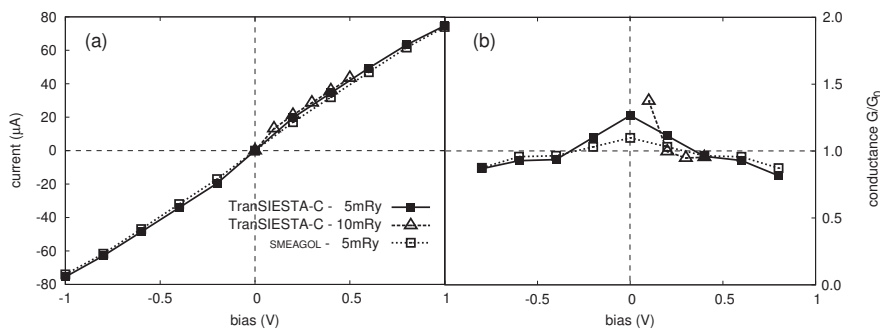 80
60
40
20
0
-20
-40
-60
-80
current (μA)
(a)
TranSIESTA-C - 5mRy
TranSIESTA-C - 10mRy
SMEAGOL - 5mRy
-1
-0.5
0
0.5
1
bias (V)
(b)
-0.5
0
0.5
1
bias (V)
2.0
1.5
1.0
0.5
0.0
conductance G/G0